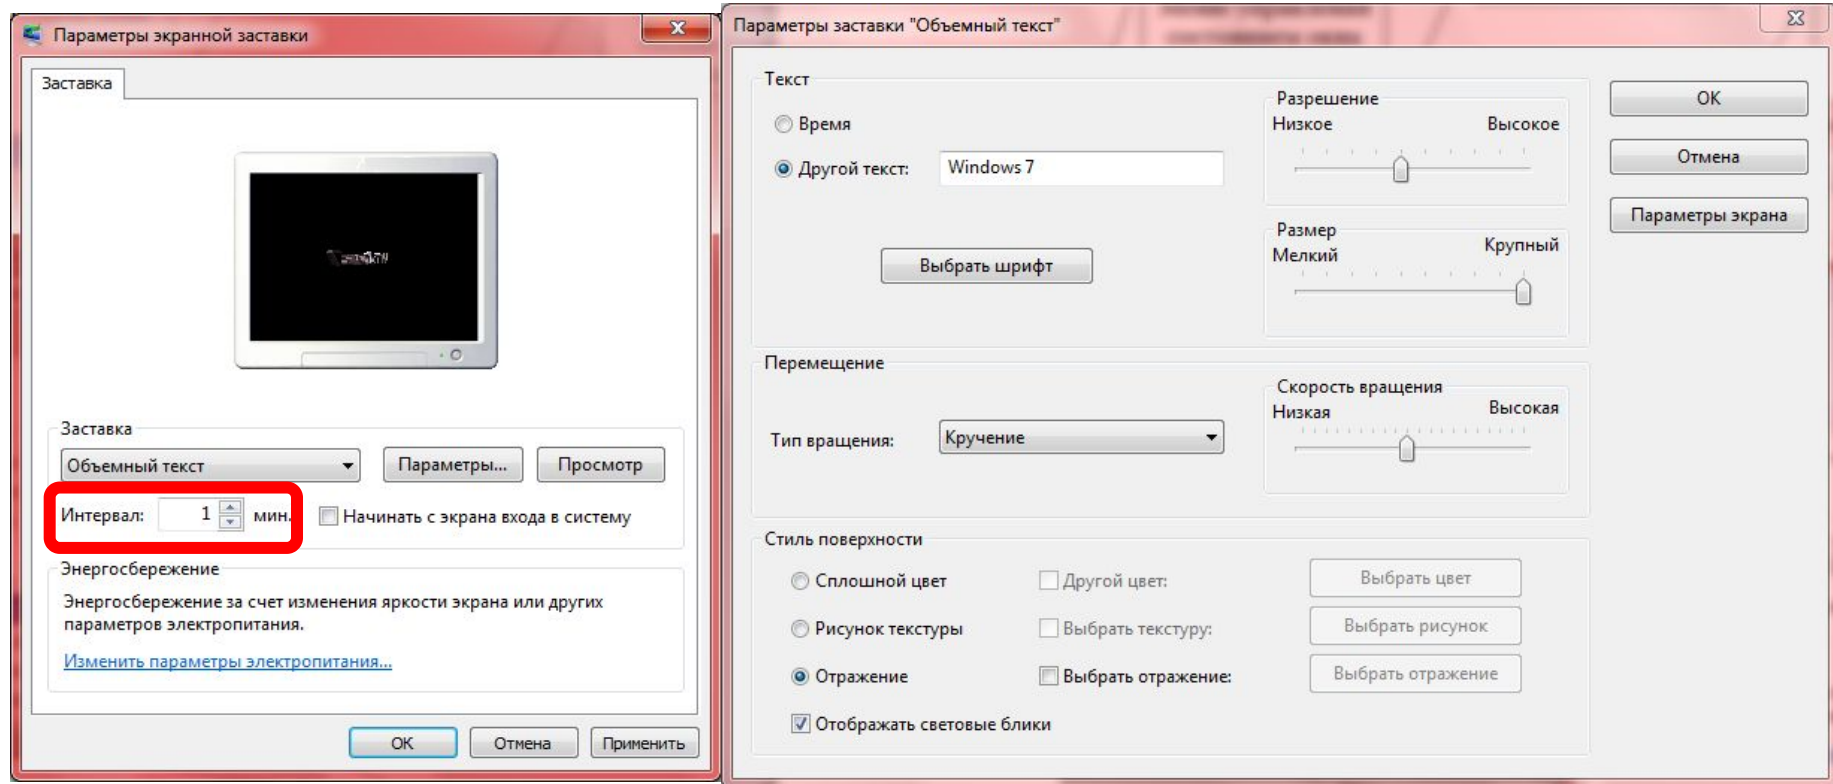 Параметры экранной заставки
Заставка
Заставка
Объемный текст
Параметры...
Просмотр
Интервал: 1 мин.
Начинать с экрана входа в систему
Энергосбережение
Энергосбережение за счет изменения яркости экрана или других
параметров электропитания.
Изменить параметры электропитания...
ОК
Отмена
Применить
Параметры заставки "Объемный текст"
Текст
Время
Другой текст: Windows 7
Выбрать шрифт
Разрешение
Низкое Высокое
Размер
Мелкий Крупный
ОК
Отмена
Параметры экрана
Перемещение
Тип вращения: Кручение
Скорость вращения
Низкая Высокая
Стиль поверхности
Сплошной цвет
Другой цвет:
Выбрать цвет
Рисунок текстуры
Выбрать текстуру:
Выбрать рисунок
Отражение
Выбрать отражение:
Выбрать отражение
Отображать световые блики